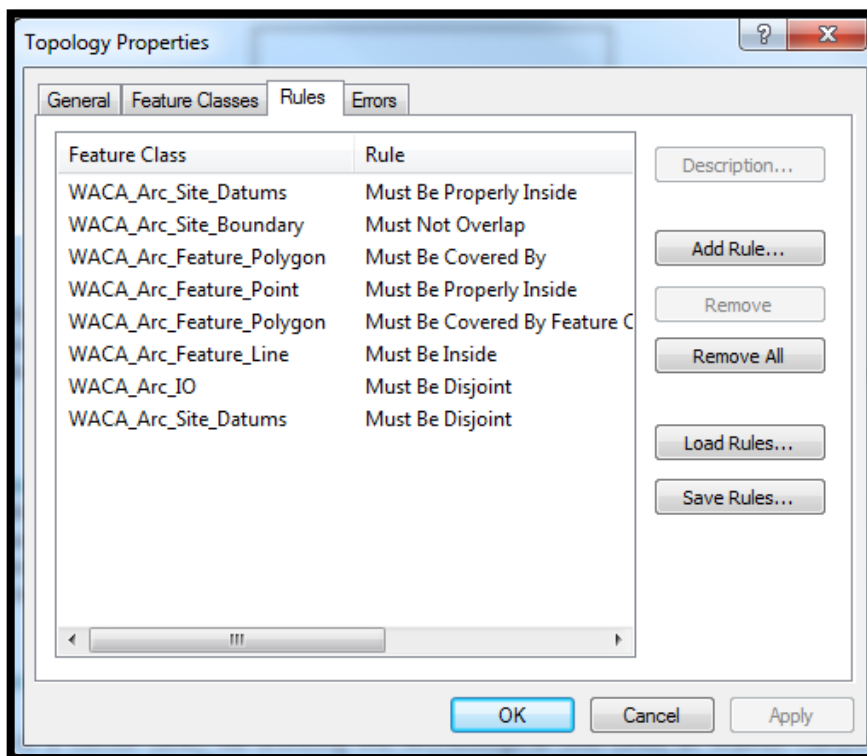 Topology Properties
General Feature Classes Rules Errors
Feature Class Rule
WACA_Arc_Site_Datums Must Be Properly Inside
WACA_Arc_Site_Boundary Must Not Overlap
WACA_Arc_Feature_Polygon Must Be Covered By
WACA_Arc_Feature_Point Must Be Properly Inside
WACA_Arc_Feature_Polygon Must Be Covered By Feature C
WACA_Arc_Feature_Line Must Be Inside
WACA_Arc_IO Must Be Disjoint
WACA_Arc_Site_Datums Must Be Disjoint
Description...
Add Rule...
Remove
Remove All
Load Rules...
Save Rules...
OK Cancel Apply